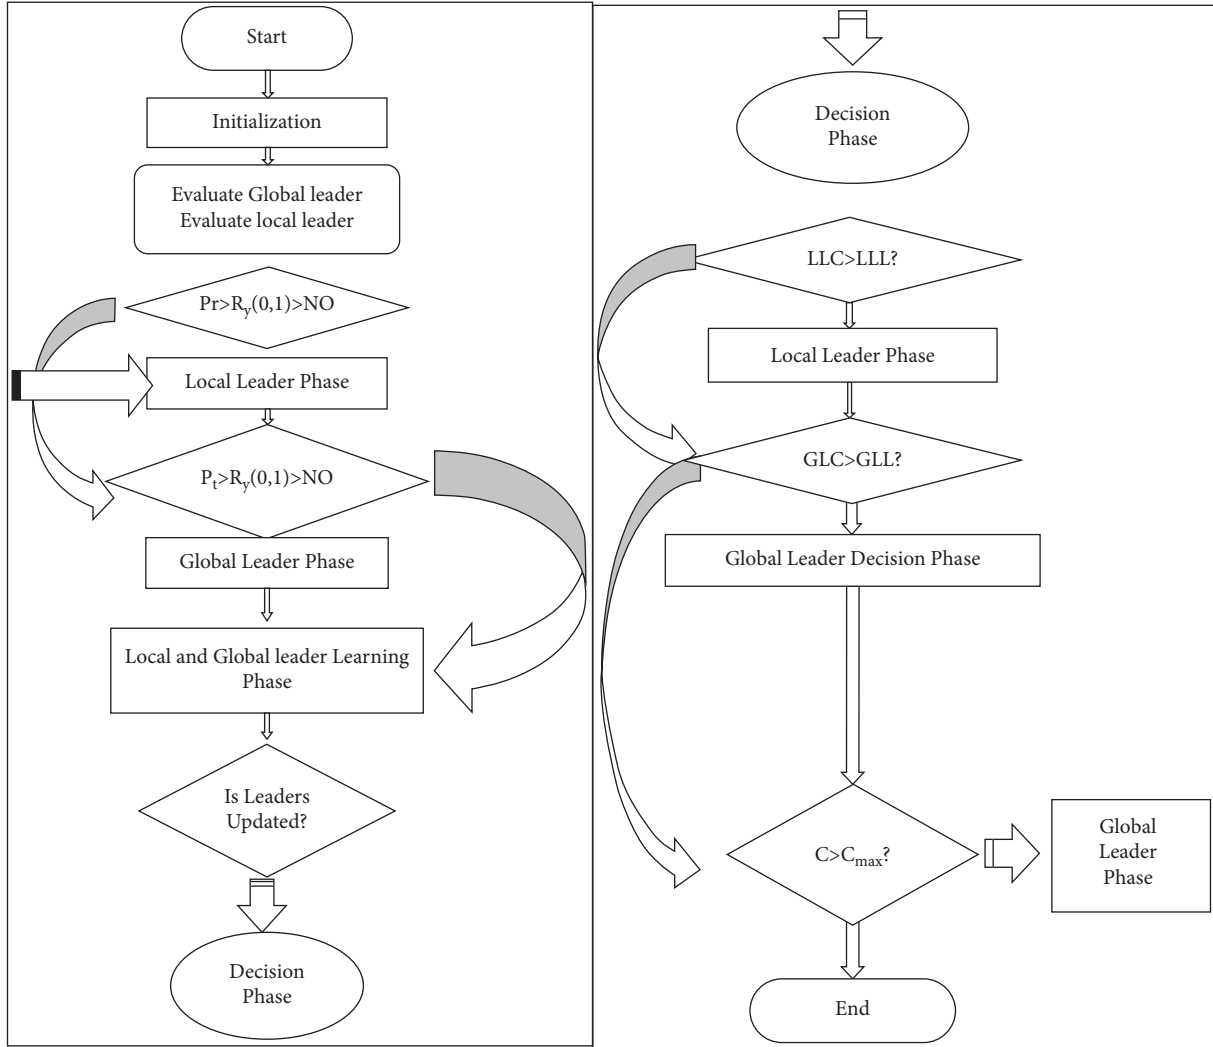 Start
Initialization
Evaluate Global leader
Evaluate local leader
Pr>Ry(0,1)>NO
Local Leader Phase
Pt>Ry(0,1)>NO
Global Leader Phase
Local and Global leader Learning
Phase
Is Leaders
Updated?
Decision
Phase
Decision
Phase
LLC>LLL?
Local Leader Phase
GLC>GLL?
Global Leader Decision Phase
C>Cmax?
Global
Leader
Phase
End